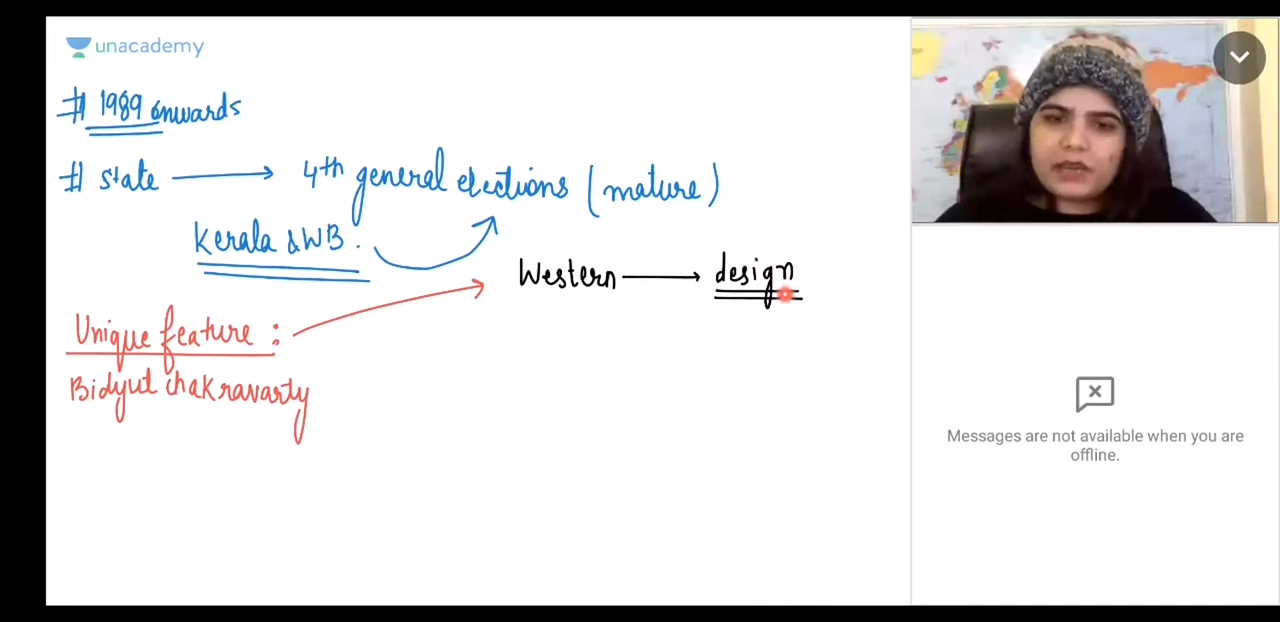 unacademy
# 1989 onwards
# State → 4th general elections (mature)
Kerala & WB.
Western → design
Unique feature :
Bidyut chakravarty
Messages are not available when you are
offline.